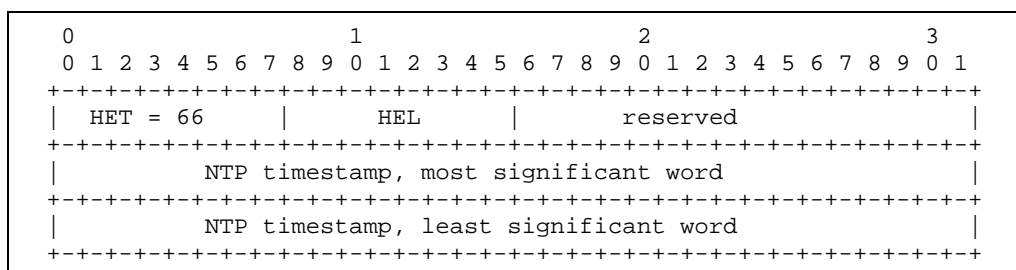 0                   1                   2                   3
 0 1 2 3 4 5 6 7 8 9 0 1 2 3 4 5 6 7 8 9 0 1 2 3 4 5 6 7 8 9 0 1
+-+-+-+-+-+-+-+-+-+-+-+-+-+-+-+-+-+-+-+-+-+-+-+-+-+-+-+-+-+-+-+-+
|  HET = 66     |      HEL      |       reserved                |
+-+-+-+-+-+-+-+-+-+-+-+-+-+-+-+-+-+-+-+-+-+-+-+-+-+-+-+-+-+-+-+-+
|          NTP timestamp, most significant word                 |
+-+-+-+-+-+-+-+-+-+-+-+-+-+-+-+-+-+-+-+-+-+-+-+-+-+-+-+-+-+-+-+-+
|          NTP timestamp, least significant word                |
+-+-+-+-+-+-+-+-+-+-+-+-+-+-+-+-+-+-+-+-+-+-+-+-+-+-+-+-+-+-+-+-+